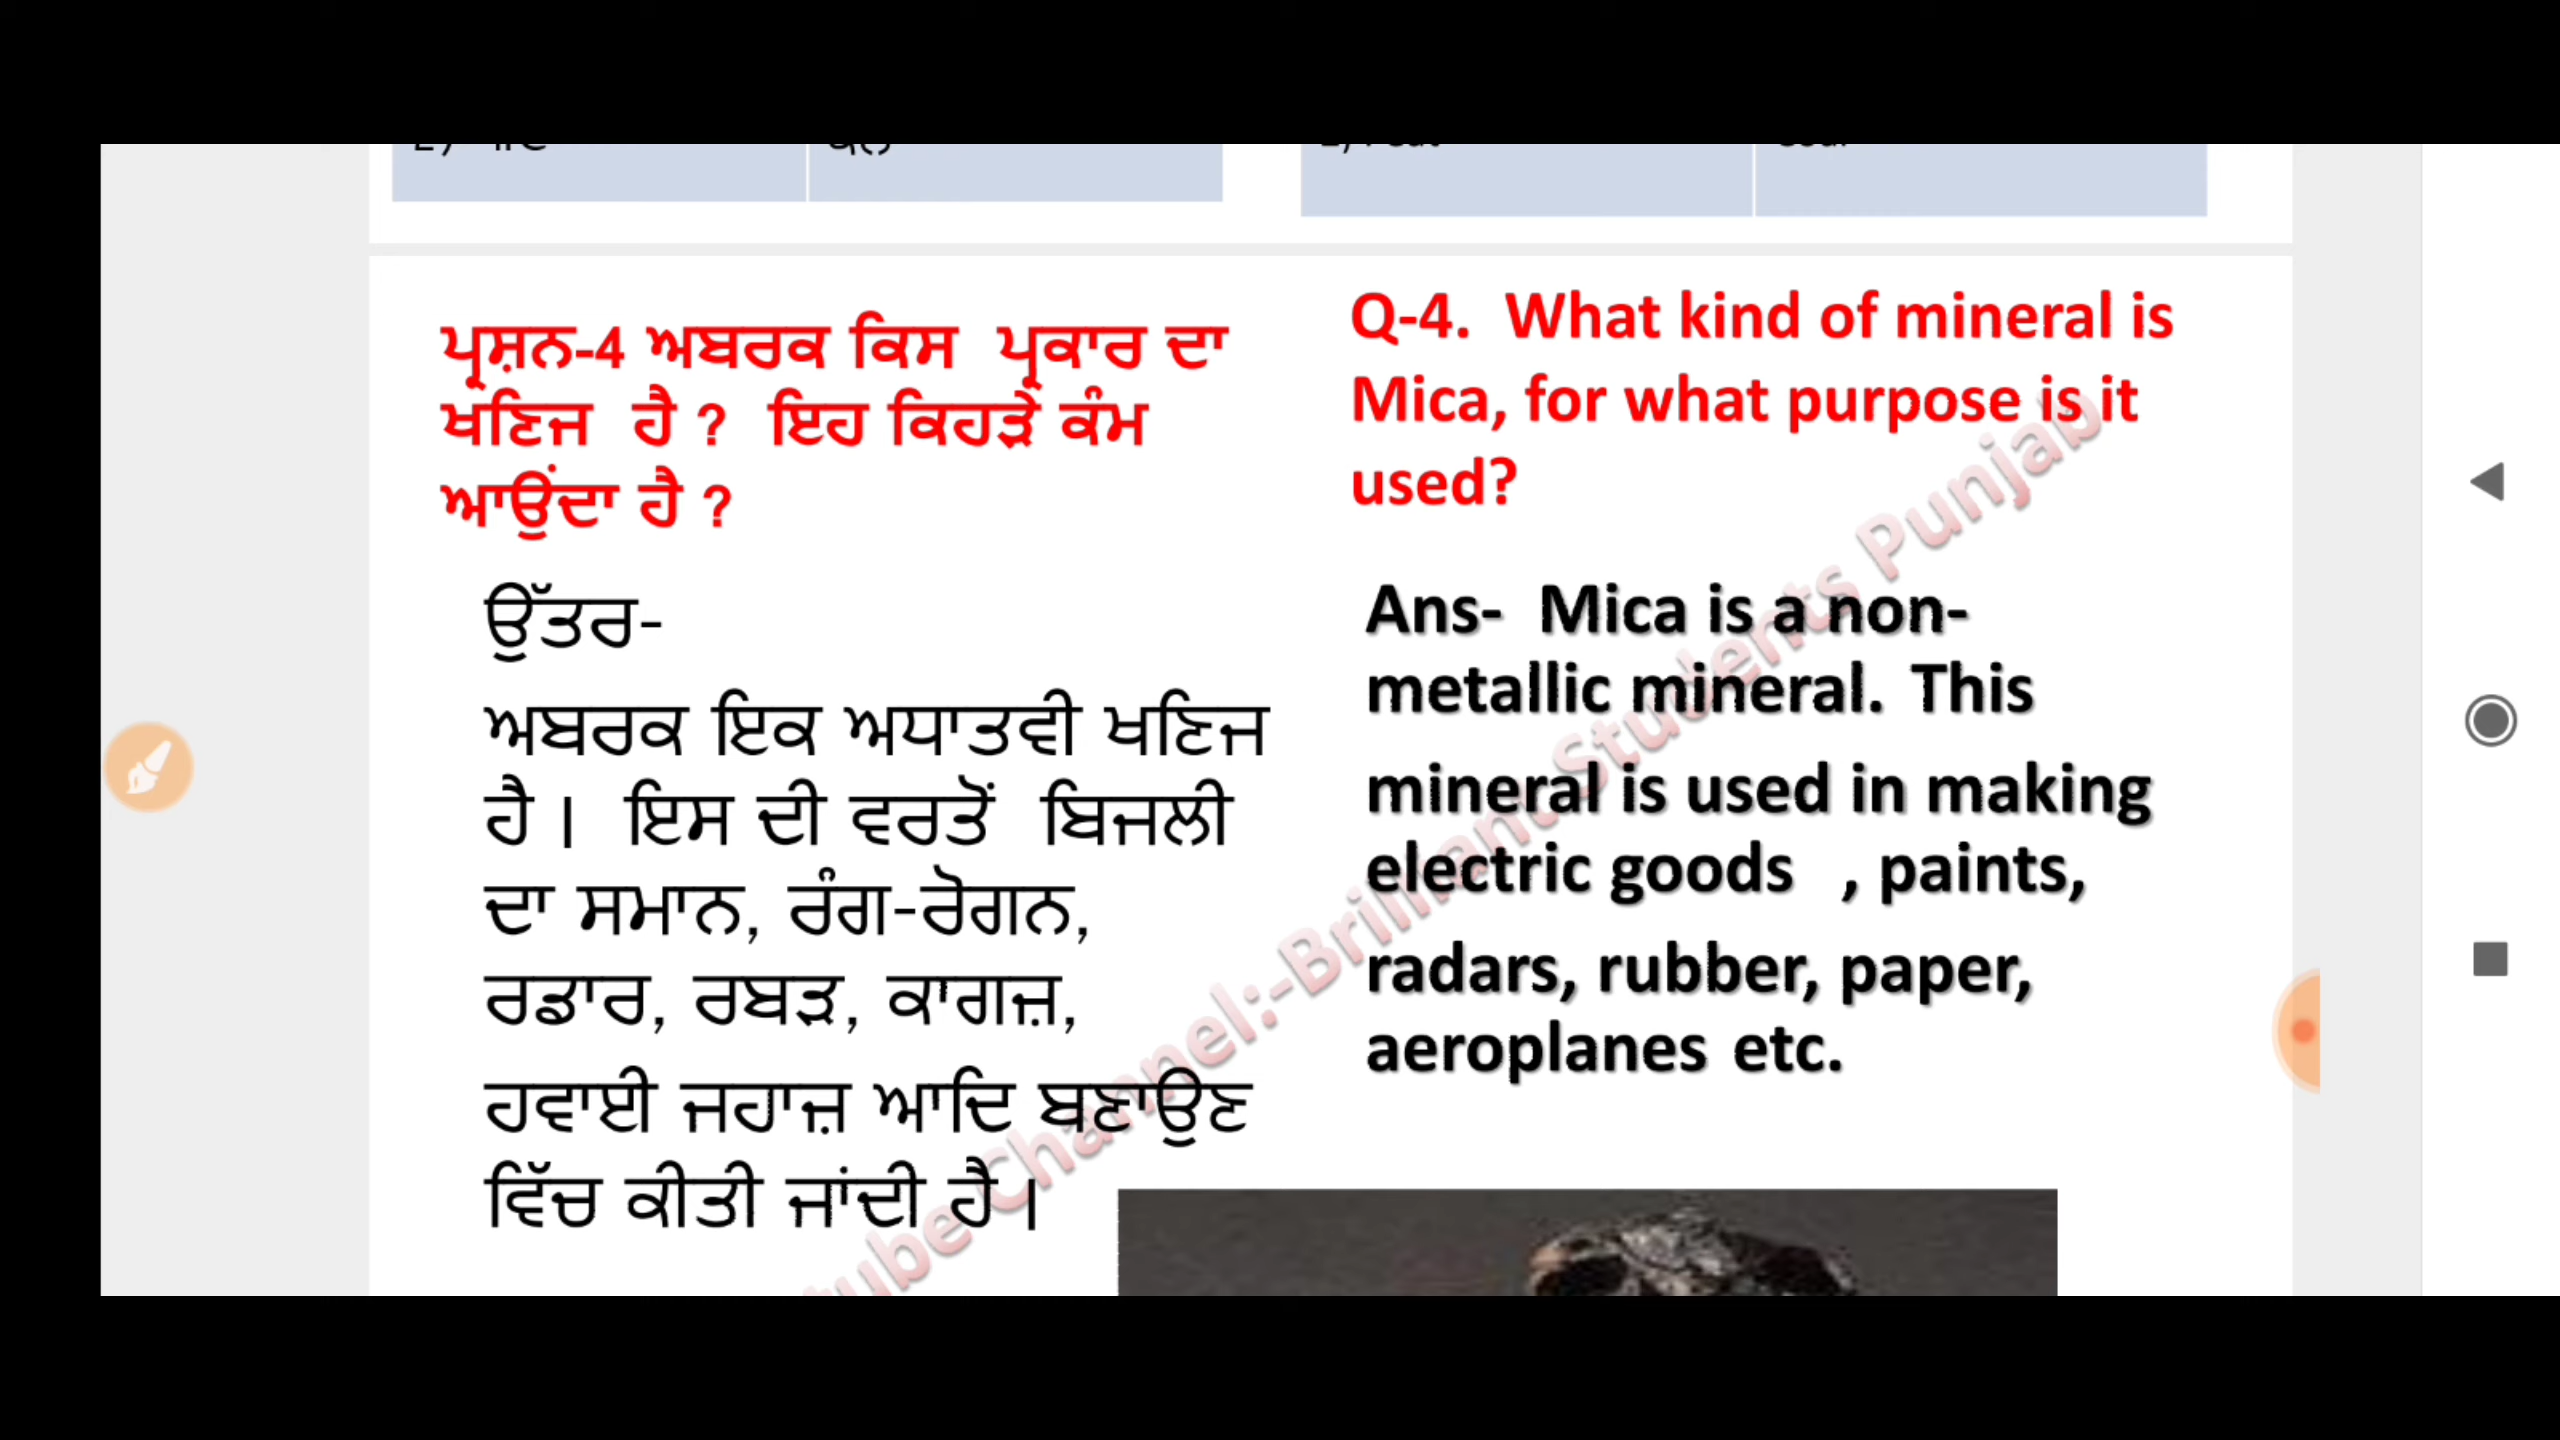 ਪ੍ਰਸ਼ਨ-4 ਅਬਰਕ ਕਿਸ ਪ੍ਰਕਾਰ ਦਾ
ਖਣਿਜ ਹੈ ? ਇਹ ਕਿਹੜੇ ਕੰਮ
ਆਉਂਦਾ ਹੈ ?
ਉੱਤਰ-
ਅਬਰਕ ਇਕ ਅਧਾਤਵੀ ਖਣਿਜ
ਹੈ । ਇਸ ਦੀ ਵਰਤੋਂ ਬਿਜਲੀ
ਦਾ ਸਮਾਨ, ਰੰਗ-ਰੋਗਨ,
ਰਡਾਰ, ਰਬੜ, ਕਾਗਜ਼,
ਹਵਾਈ ਜਹਾਜ਼ ਆਦਿ ਬਣਾਉਣ
ਵਿੱਚ ਕੀਤੀ ਜਾਂਦੀ ਹੈ ।
Q-4. What kind of mineral is
Mica, for what purpose is it
used?
Ans- Mica is a non-
metallic mineral. This
mineral is used in making
electric goods , paints,
radars, rubber, paper,
aeroplanes etc.
tube Channel:-Brilliant Students Punjab